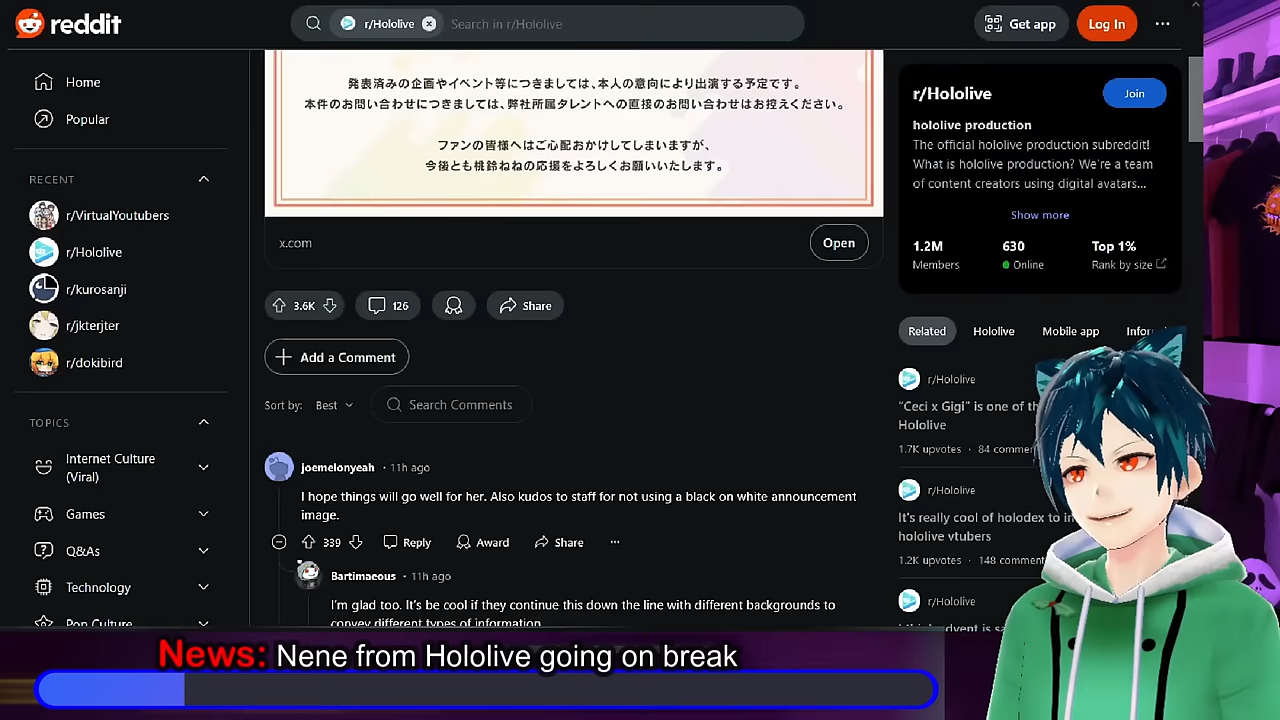 reddit
r/Hololive
Search in r/Hololive
Get app
Log In
Home
Popular
RECENT
r/VirtualYoutubers
r/Hololive
r/kurosanji
r/jkterjter
r/dokibird
TOPICS
Internet Culture
(Viral)
Games
Q&As
Technology
Pop Culture
発表済みの企画やイベント等につきましては、本人の意向により出演する予定です。
本件のお問い合わせにつきましては、弊社所属タレントへの直接のお問い合わせはお控えください。
ファンの皆様へはご心配おかけしてしまいますが、
今後とも桃鈴ねねの応援をよろしくお願いいたします。
x.com
Open
3.6K
126
Share
Add a Comment
Sort by: Best
Search Comments
joemelonyeah • 11h ago
I hope things will go well for her. Also kudos to staff for not using a black on white announcement
image.
339
Reply
Award
Share
Bartimaeous • 11h ago
I'm glad too. It's be cool if they continue this down the line with different backgrounds to
convey different types of information.
r/Hololive
Join
hololive production
The official hololive production subreddit!
What is hololive production? We're a team
of content creators using digital avatars...
Show more
1.2M
630
Top 1%
Members
Online
Rank by size
Related
Hololive
Mobile app
r/Hololive
"Ceci x Gigi" is one of
Hololive
1.7K upvotes • 84
r/Hololive
It's really cool of holodex to
hololive vtubers
1.2K upvotes • 148 comment
r/Hololive
News: Nene from Hololive going on break